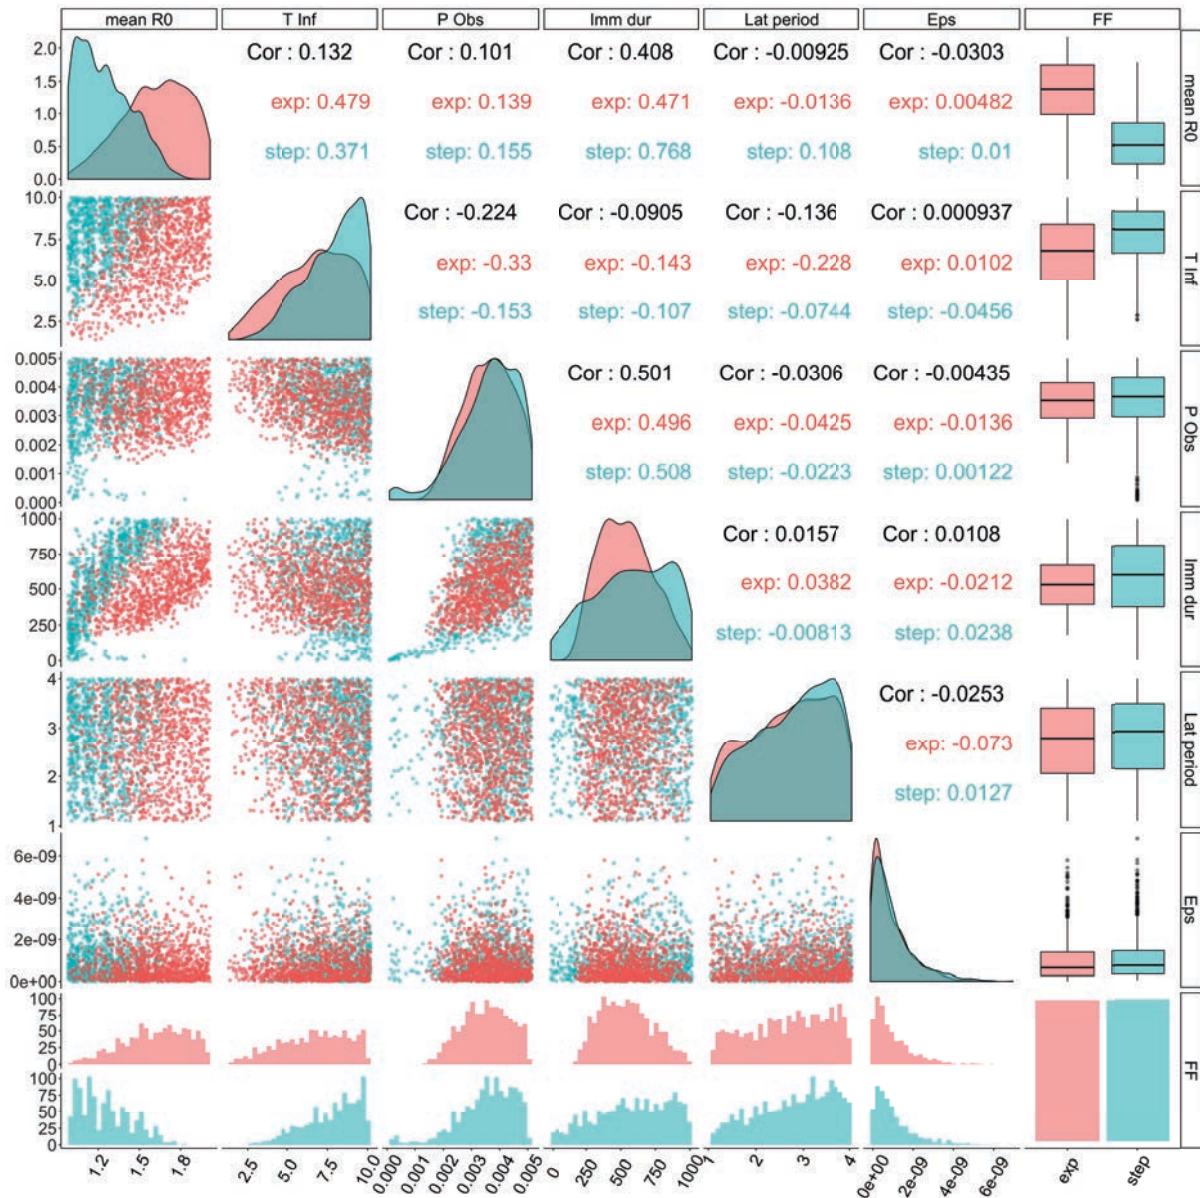 mean R0 T Inf P Obs Imm dur Lat period Eps FF
2.0 Cor : 0.132 Cor : 0.101 Cor : 0.408 Cor : -0.00925 Cor : -0.0303
1.5 exp: 0.479 exp: 0.139 exp: 0.471 exp: -0.0136 exp: 0.00482
1.0
0.5 step: 0.371 step: 0.155 step: 0.768 step: 0.108 step: 0.01
0.0
mean R0
10.0 Cor : -0.224 Cor : -0.0905 Cor : -0.136 Cor : 0.000937
7.5 exp: -0.33 exp: -0.143 exp: -0.228 exp: 0.0102
5.0 step: -0.153 step: -0.107 step: -0.0744 step: -0.0456
2.5
T Inf
0.005 Cor : 0.501 Cor : -0.0306 Cor : -0.00435
0.004
0.003 exp: 0.496 exp: -0.0425 exp: -0.0136
0.002
0.001 step: 0.508 step: -0.0223 step: 0.00122
0.000
P Obs
1000 Cor : 0.0157 Cor : 0.0108
750 exp: 0.0382 exp: -0.0212
500
250 step: -0.00813 step: 0.0238
0
Imm dur
4 Cor : -0.0253
3 exp: -0.073
2 step: 0.0127
1
Lat period
6e-09
4e-09
2e-09
0e+00
Eps
100
75
50
25
0
100
75
50
25
0
FF
1.2 1.5 1.8 2.5 5.0 7.5 10.0 0.000 0.001 0.002 0.003 0.004 0.005 0 250 500 750 1000 1 2 3 4 0e+00 2e-09 4e-09 6e-09 exp step